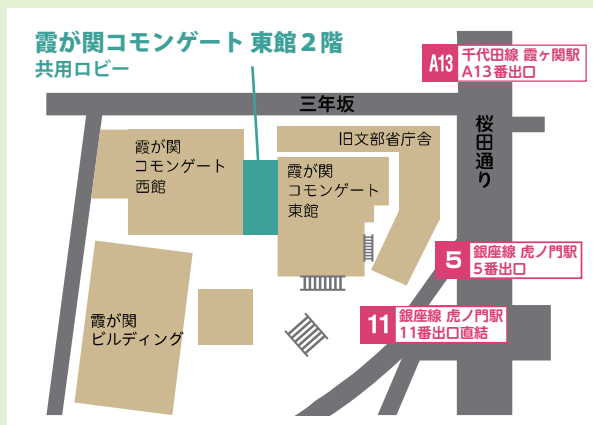 霞が関コモンゲート 東館２階
共用ロビー
A13
千代田線 霞ヶ関駅
A13番出口
三年坂
桜田通り
旧文部省庁舎
霞が関
コモンゲート
西館
霞が関
コモンゲート
東館
5
銀座線 虎ノ門駅
5番出口
11
銀座線 虎ノ門駅
11番出口直結
霞が関
ビルディング